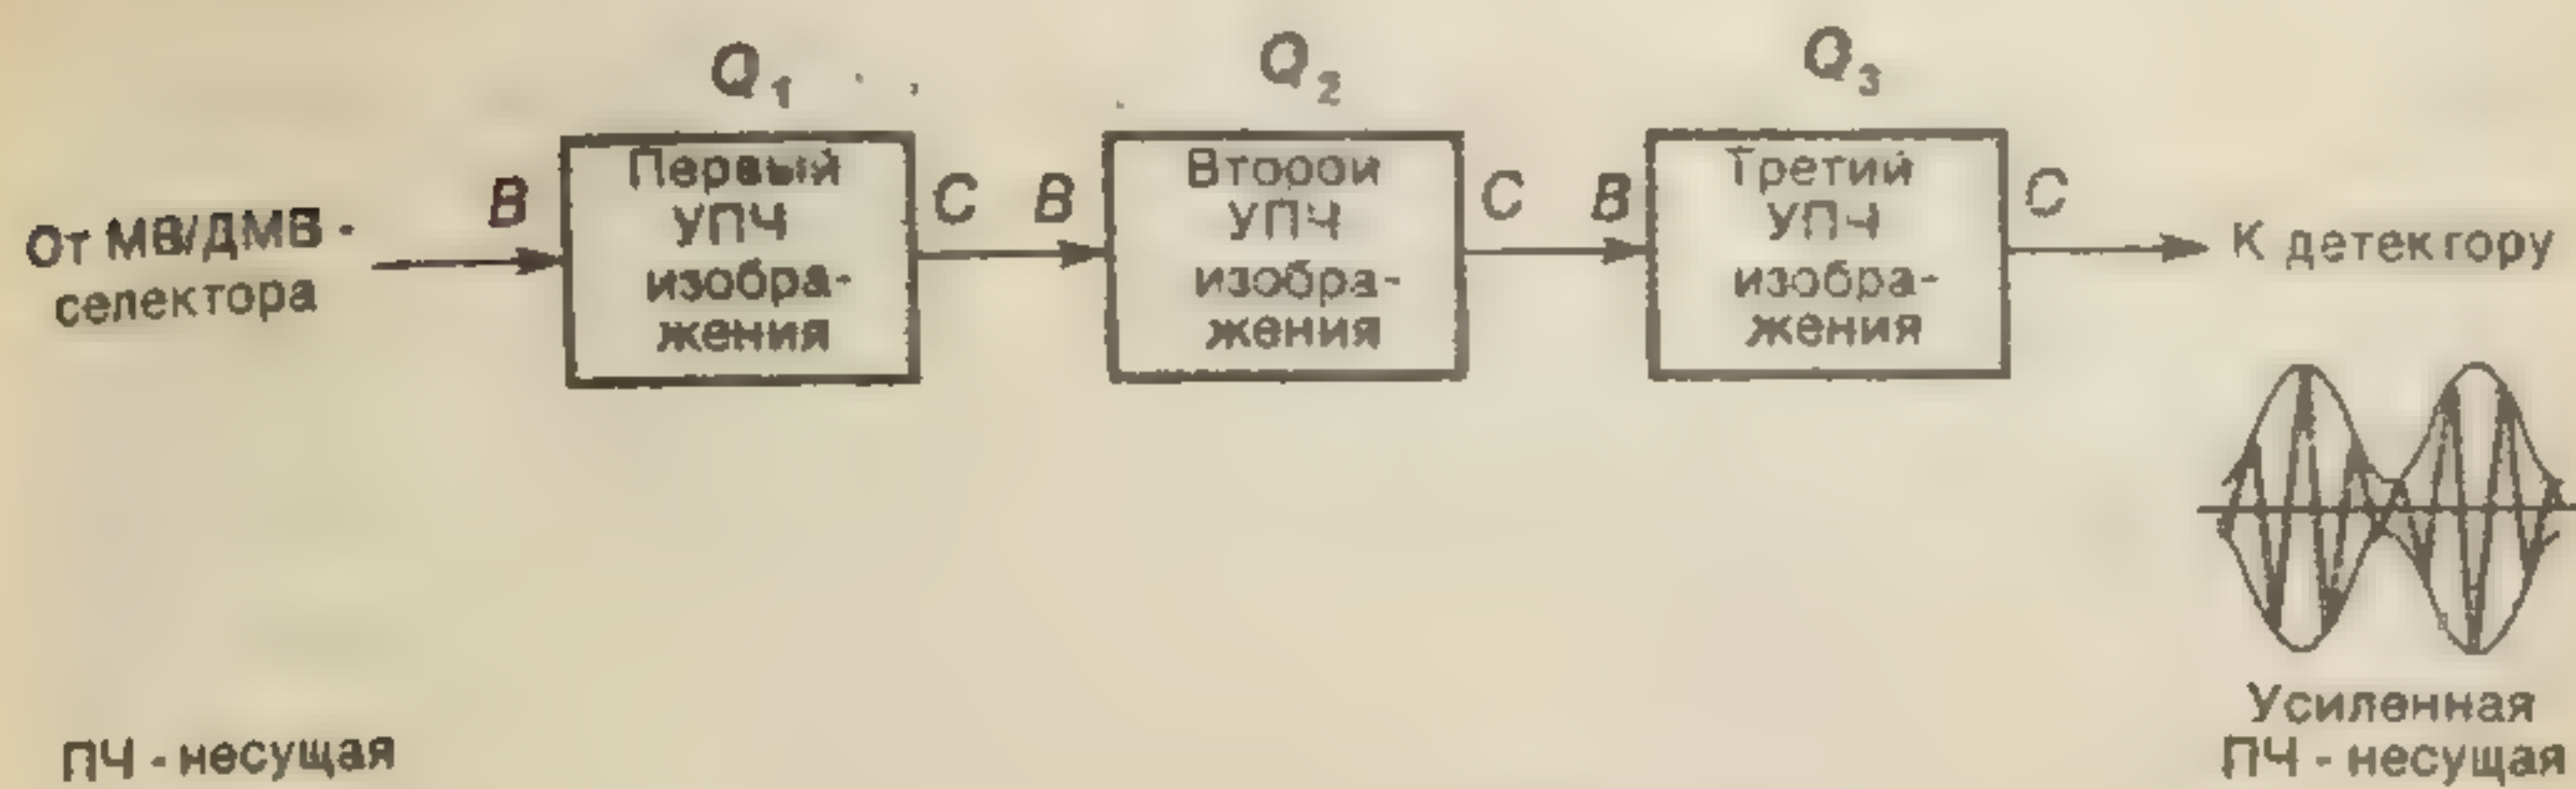 Q₁
Q₂
Q₃
От МВ/ДМВ -
селектора
B
Первый
УПЧ
изобра-
жения
C
B
Второй
УПЧ
изобра-
жения
C
B
Третий
УПЧ
изобра-
жения
C
К детектору
ПЧ - несущая
Усиленная
ПЧ - несущая